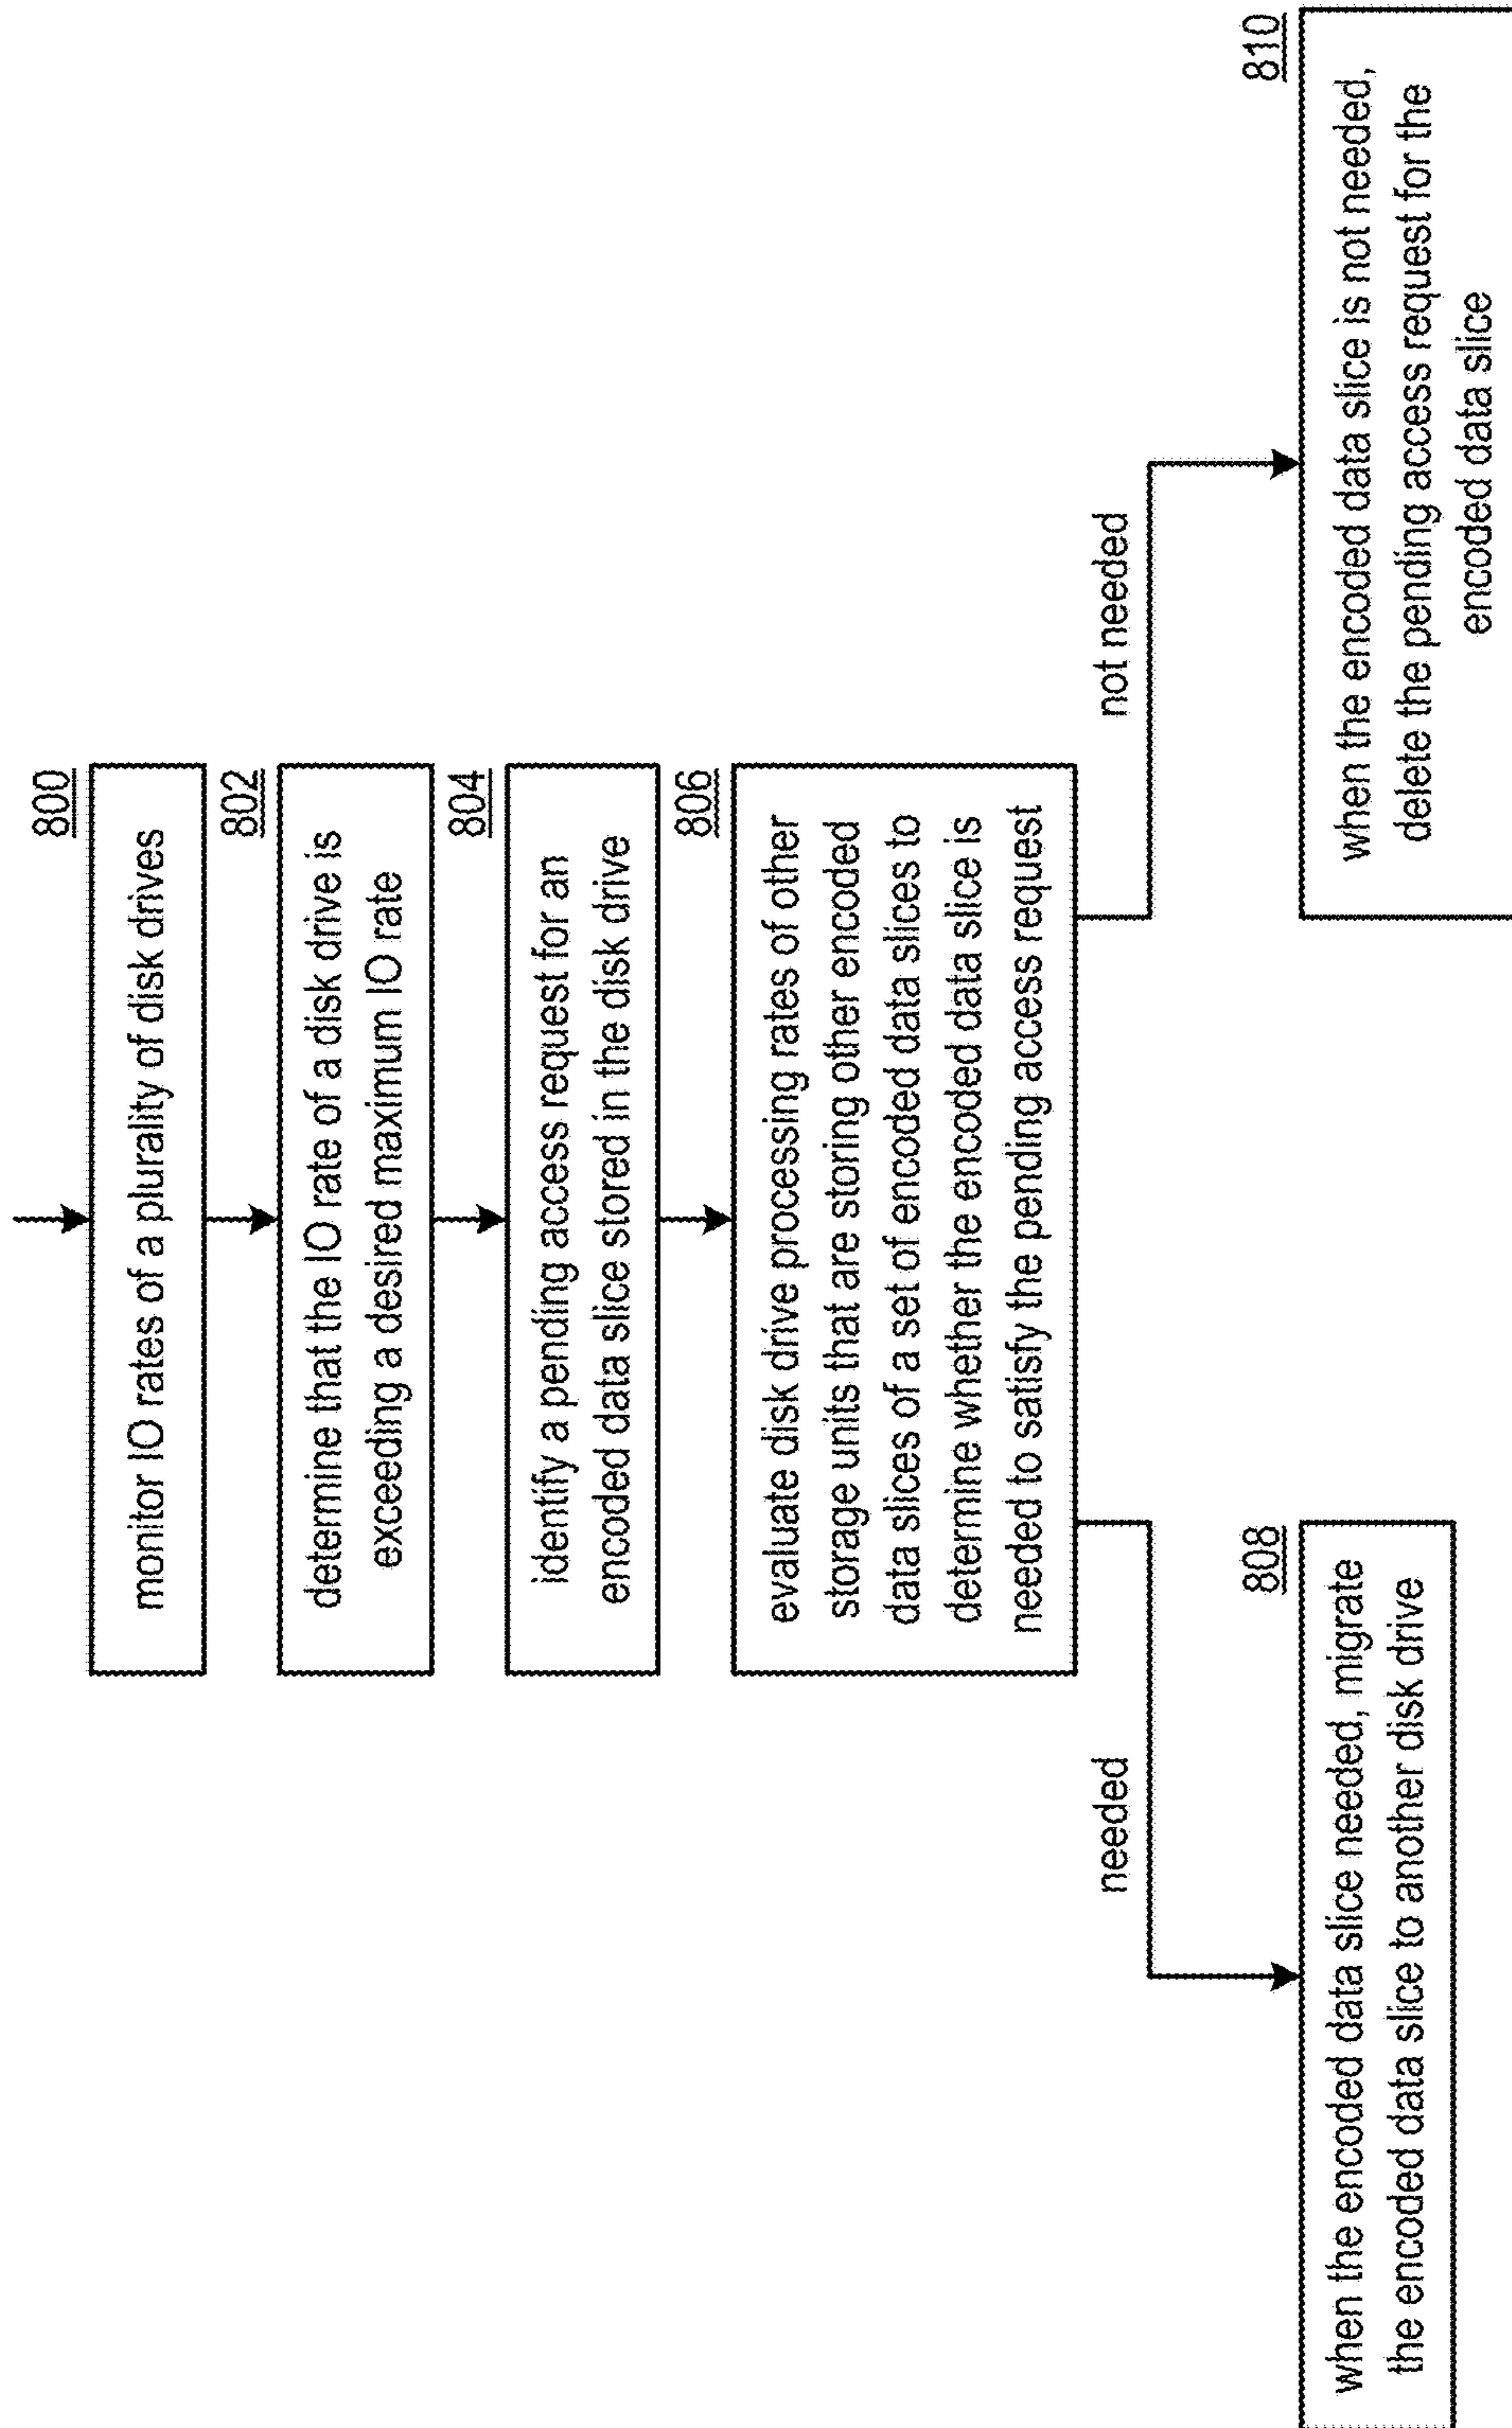 800
monitor IO rates of a plurality of disk drives
802
determine that the IO rate of a disk drive is
exceeding a desired maximum IO rate
804
identify a pending access request for an
encoded data slice stored in the disk drive
806
evaluate disk drive processing rates of other
storage units that are storing other encoded
data slices of a set of encoded data slices to
determine whether the encoded data slice is
needed to satisfy the pending access request
needed
not needed
808
when the encoded data slice needed, migrate
the encoded data slice to another disk drive
810
when the encoded data slice is not needed,
delete the pending access request for the
encoded data slice